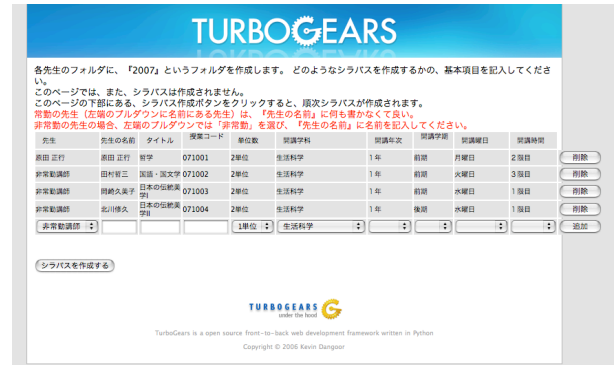 TURBOGEARS
各先生のフォルダに、『2007』というフォルダを作成します。 どのようなシラバスを作成するかの、基本項目を記入してくださ
い。
このページでは、また、シラバスは作成されません。
このページの下部にある、シラバス作成ボタンをクリックすると、順次シラバスが作成されます。
常勤の先生（左端のプルダウンに名前にある先生）は、『先生の名前』に何も書かなくて良い。
非常勤の先生の場合、左端のプルダウンでは「非常勤」を選び、『先生の名前』に名前を記入してください。
先生 先生の名前 タイトル 授業コード 単位数 開講学科 開講年次 開講学期 開講曜日 開講時間
原田 正行 原田 正行 哲学 071001 2単位 生活科学 1年 前期 月曜日 2限目 削除
非常勤講師 田村哲三 国語・国文学 071002 2単位 生活科学 1年 前期 火曜日 3限目 削除
非常勤講師 岡崎久美子 日本の伝統美学I 071003 2単位 生活科学 1年 前期 水曜日 1限目 削除
非常勤講師 北川修久 日本の伝統美学II 071004 2単位 生活科学 1年 後期 水曜日 1限目 削除
非常勤講師 1単位 生活科学 追加
シラバスを作成する
TURBOGEARS
under the hood
TurboGears is a open source front-to-back web development framework written in Python
Copyright © 2006 Kevin Dangoor